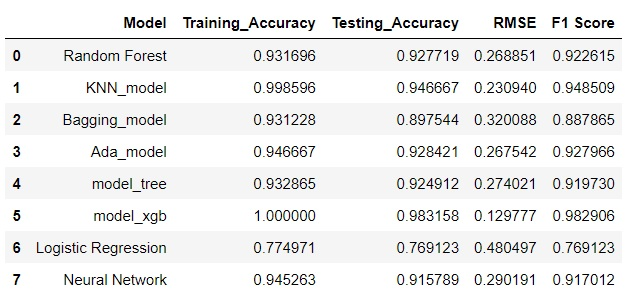 Model Training_Accuracy Testing_Accuracy RMSE F1 Score
0 Random Forest 0.931696 0.927719 0.268851 0.922615
1 KNN_model 0.998596 0.946667 0.230940 0.948509
2 Bagging_model 0.931228 0.897544 0.320088 0.887865
3 Ada_model 0.946667 0.928421 0.267542 0.927966
4 model_tree 0.932865 0.924912 0.274021 0.919730
5 model_xgb 1.000000 0.983158 0.129777 0.982906
6 Logistic Regression 0.774971 0.769123 0.480497 0.769123
7 Neural Network 0.945263 0.915789 0.290191 0.917012